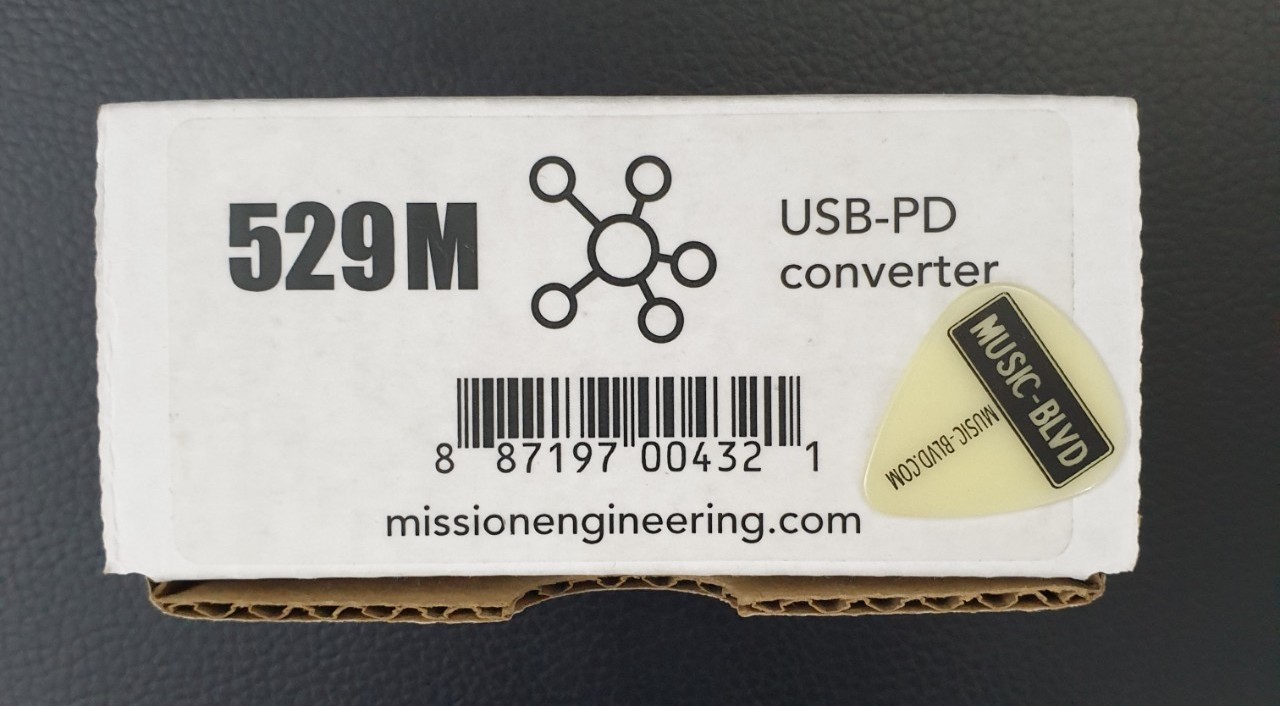 529M
USB-PD
converter
8 87197 00432 1
missionengineering.com
MUSIC-BLVD
MUSIC-BLVD.COM